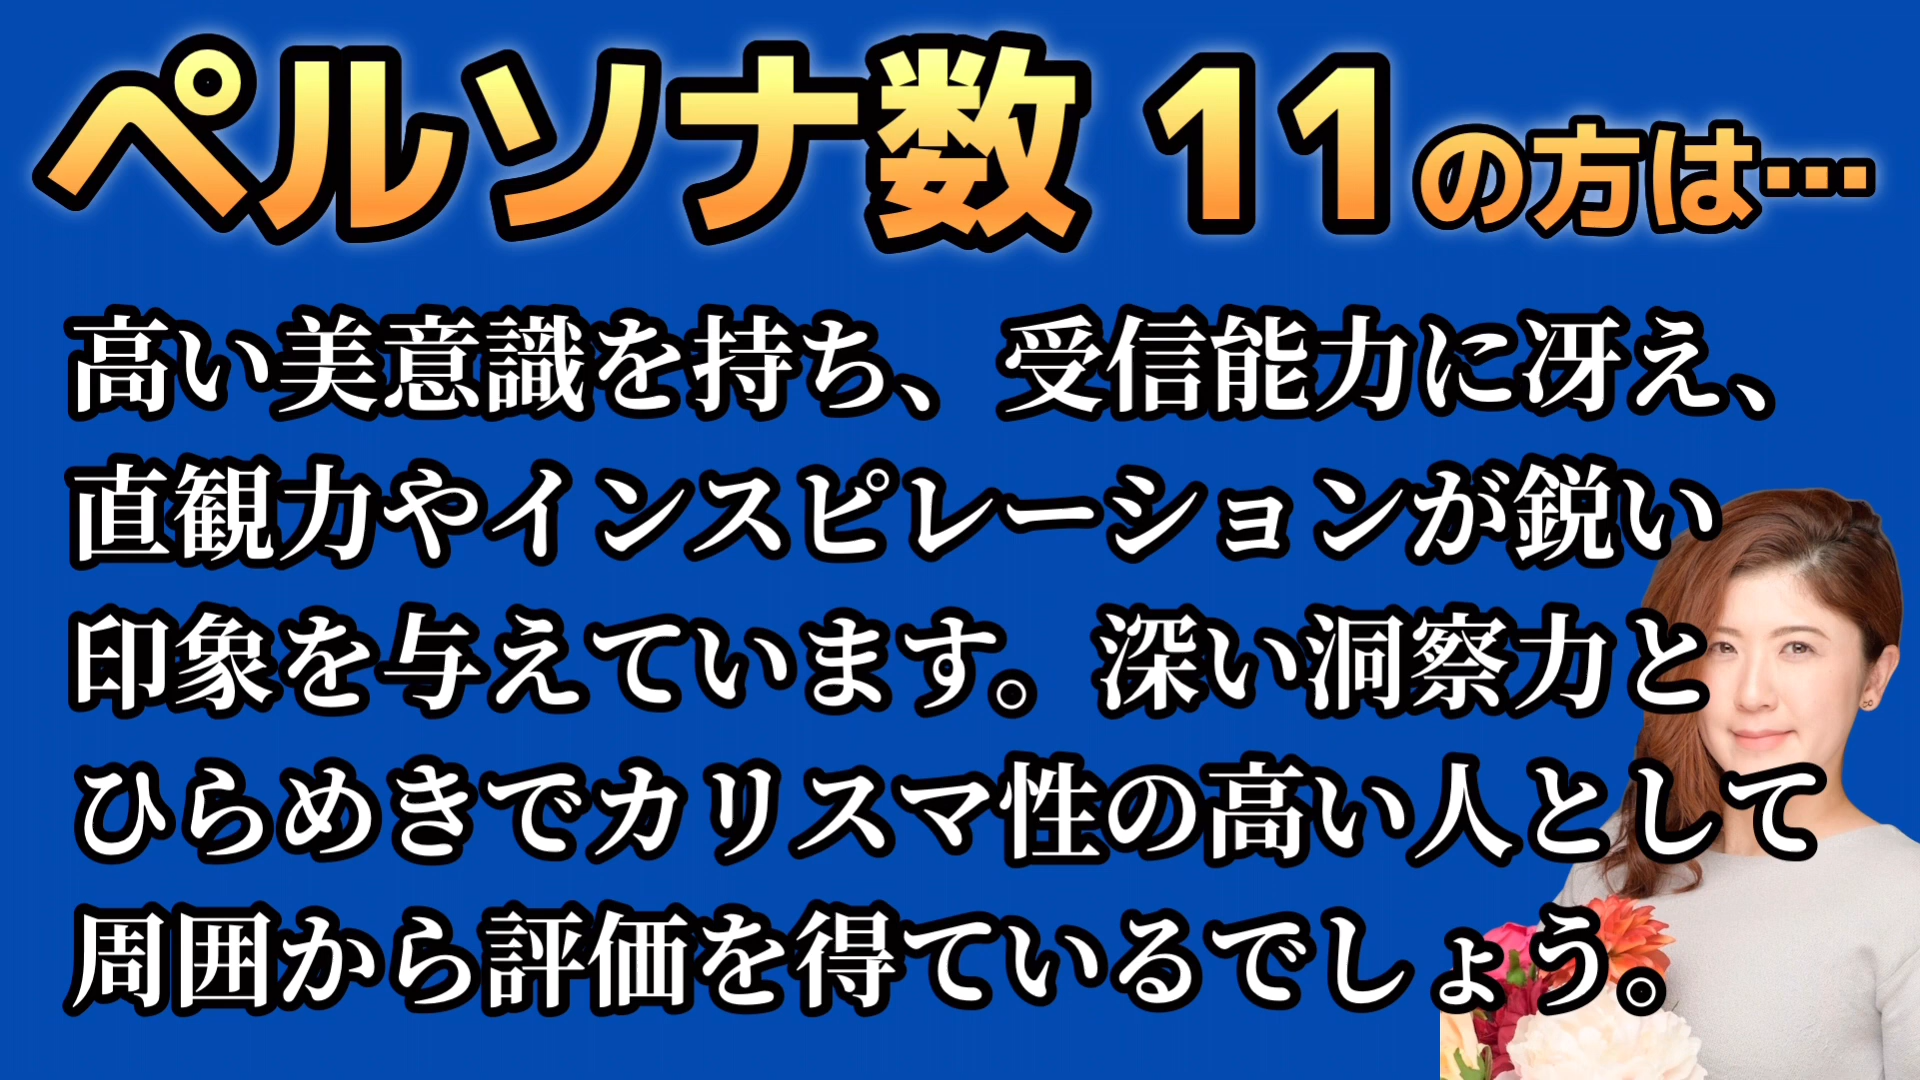 ペルソナ数 11の方は…
高い美意識を持ち、受信能力に冴え、
直観力やインスピレーションが鋭い
印象を与えています。深い洞察力と
ひらめきでカリスマ性の高い人として
周囲から評価を得ているでしょう。